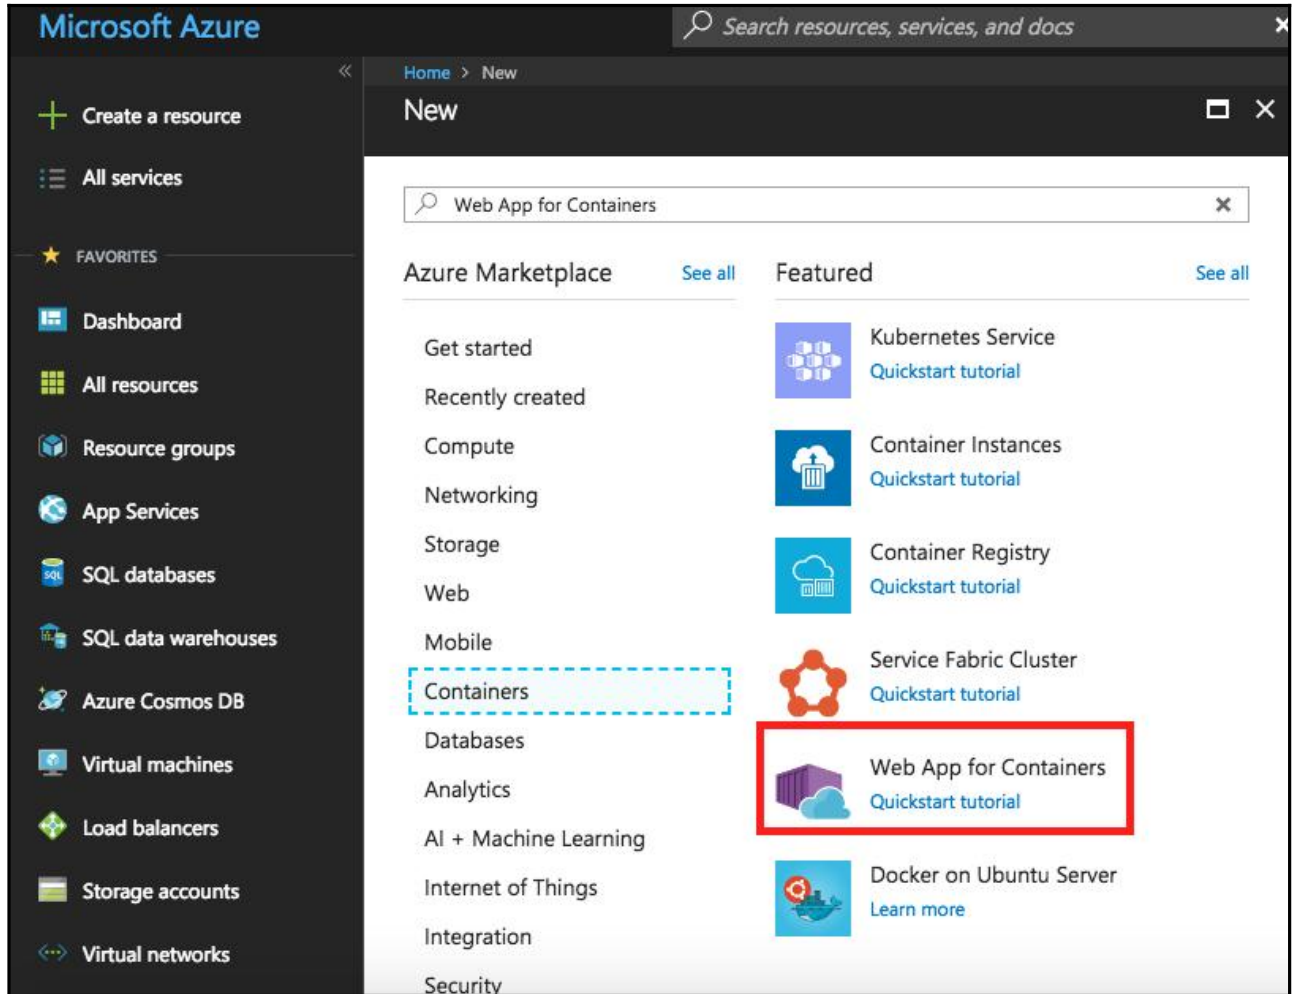 Microsoft Azure
Search resources, services, and docs
Home > New
New
Create a resource
All services
FAVORITES
Dashboard
All resources
Resource groups
App Services
SQL databases
SQL data warehouses
Azure Cosmos DB
Virtual machines
Load balancers
Storage accounts
Virtual networks
Web App for Containers
Azure Marketplace See all
Get started
Recently created
Compute
Networking
Storage
Web
Mobile
Containers
Databases
Analytics
AI + Machine Learning
Internet of Things
Integration
Security
Featured See all
Kubernetes Service
Quickstart tutorial
Container Instances
Quickstart tutorial
Container Registry
Quickstart tutorial
Service Fabric Cluster
Quickstart tutorial
Web App for Containers
Quickstart tutorial
Docker on Ubuntu Server
Learn more